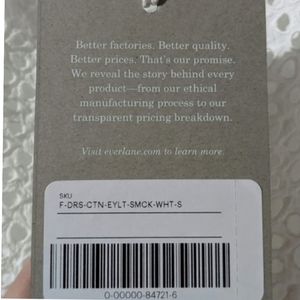 Better factories. Better quality.
Better prices. That's our promise.
We reveal the story behind every
product—from our ethical
manufacturing process to our
transparent pricing breakdown.
Visit everlane.com to learn more.
SKU
F-DRS-CTN-EYLT-SMCK-WHT-S
0-00000-84721-6